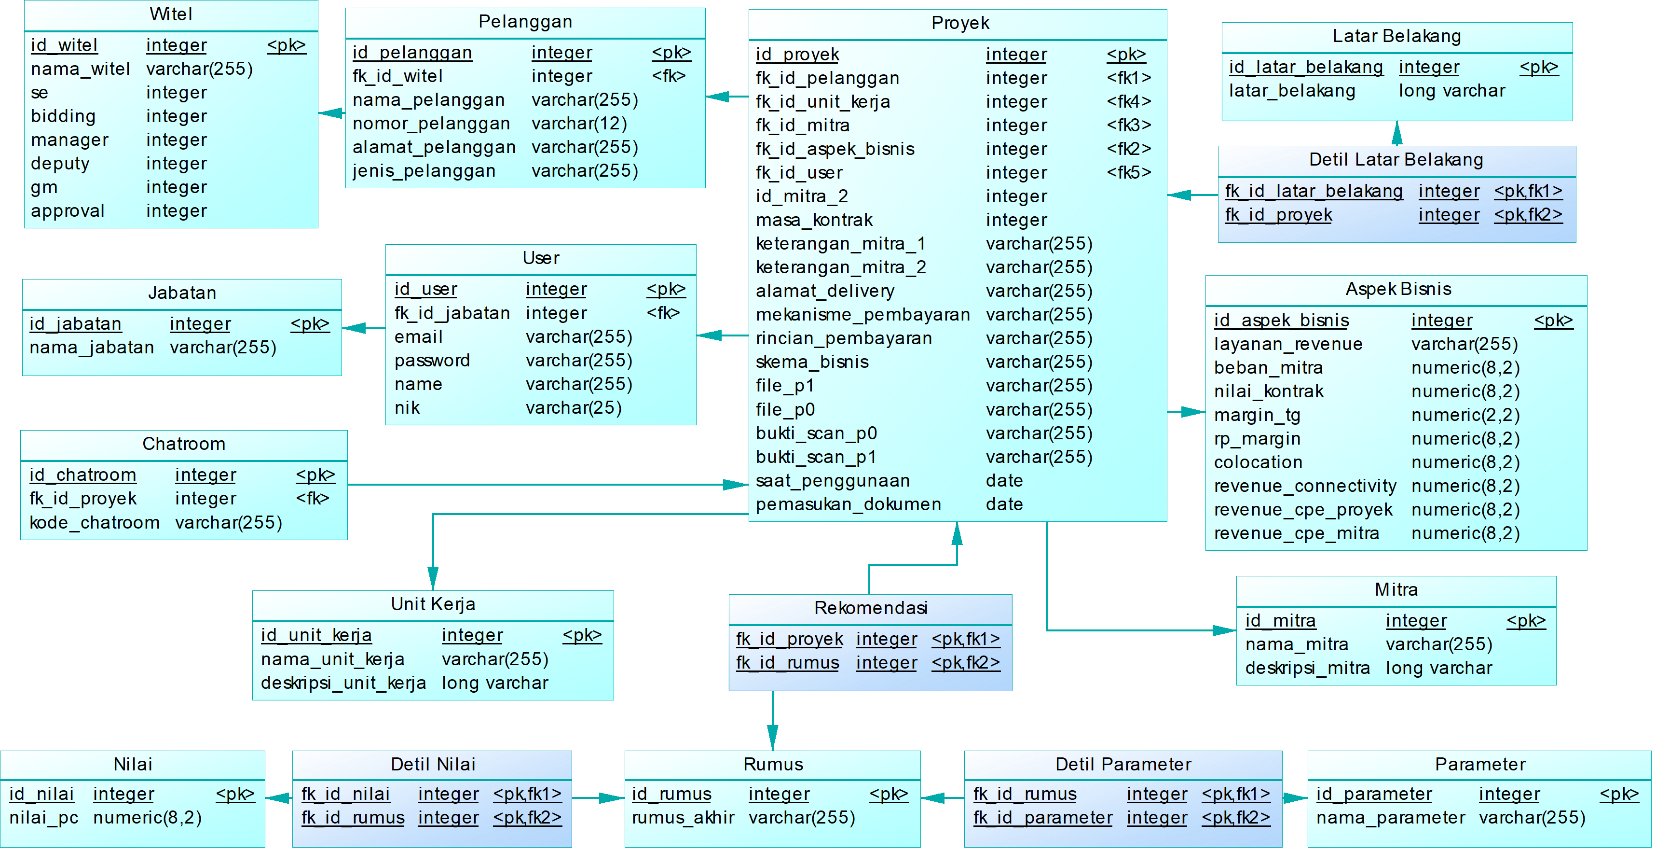 Witel
id_witel integer <pk>
nama_witel varchar(255)
se integer
bidding integer
manager integer
deputy integer
gm integer
approval integer
Pelanggan
id_pelanggan integer <pk>
fk_id_witel integer <fk>
nama_pelanggan varchar(255)
nomor_pelanggan varchar(12)
alamat_pelanggan varchar(255)
jenis_pelanggan varchar(255)
Proyek
id_proyek integer <pk>
fk_id_pelanggan integer <fk1>
fk_id_unit_kerja integer <fk4>
fk_id_mitra integer <fk3>
fk_id_aspek_bisnis integer <fk2>
fk_id_user integer <fk5>
id_mitra_2 integer
masa_kontrak integer
keterangan_mitra_1 varchar(255)
keterangan_mitra_2 varchar(255)
alamat_delivery varchar(255)
mekanisme_pembayaran varchar(255)
rincian_pembayaran varchar(255)
skema_bisnis varchar(255)
file_p1 varchar(255)
file_p0 varchar(255)
bukti_scan_p0 varchar(255)
bukti_scan_p1 varchar(255)
saat_penggunaan date
pemasukan_dokumen date
Latar Belakang
id_latar_belakang integer <pk>
latar_belakang long varchar
Detil Latar Belakang
fk_id_latar_belakang integer <pk,fk1>
fk_id_proyek integer <pk,fk2>
User
id_user integer <pk>
fk_id_jabatan integer <fk>
email varchar(255)
password varchar(255)
name varchar(255)
nik varchar(25)
Jabatan
id_jabatan integer <pk>
nama_jabatan varchar(255)
Aspek Bisnis
id_aspek_bisnis integer <pk>
layanan_revenue varchar(255)
beban_mitra numeric(8,2)
nilai_kontrak numeric(8,2)
margin_tg numeric(2,2)
rp_margin numeric(8,2)
colocation numeric(8,2)
revenue_connectivity numeric(8,2)
revenue_cpe_proyek numeric(8,2)
revenue_cpe_mitra numeric(8,2)
Chatroom
id_chatroom integer <pk>
fk_id_proyek integer <fk>
kode_chatroom varchar(255)
Unit Kerja
id_unit_kerja integer <pk>
nama_unit_kerja varchar(255)
deskripsi_unit_kerja long varchar
Rekomendasi
fk_id_proyek integer <pk,fk1>
fk_id_rumus integer <pk,fk2>
Mitra
id_mitra integer <pk>
nama_mitra varchar(255)
deskripsi_mitra long varchar
Nilai
id_nilai integer <pk>
nilai_pc numeric(8,2)
Detil Nilai
fk_id_nilai integer <pk,fk1>
fk_id_rumus integer <pk,fk2>
Rumus
id_rumus integer <pk>
rumus_akhir varchar(255)
Detil Parameter
fk_id_rumus integer <pk,fk1>
fk_id_parameter integer <pk,fk2>
Parameter
id_parameter integer <pk>
nama_parameter varchar(255)